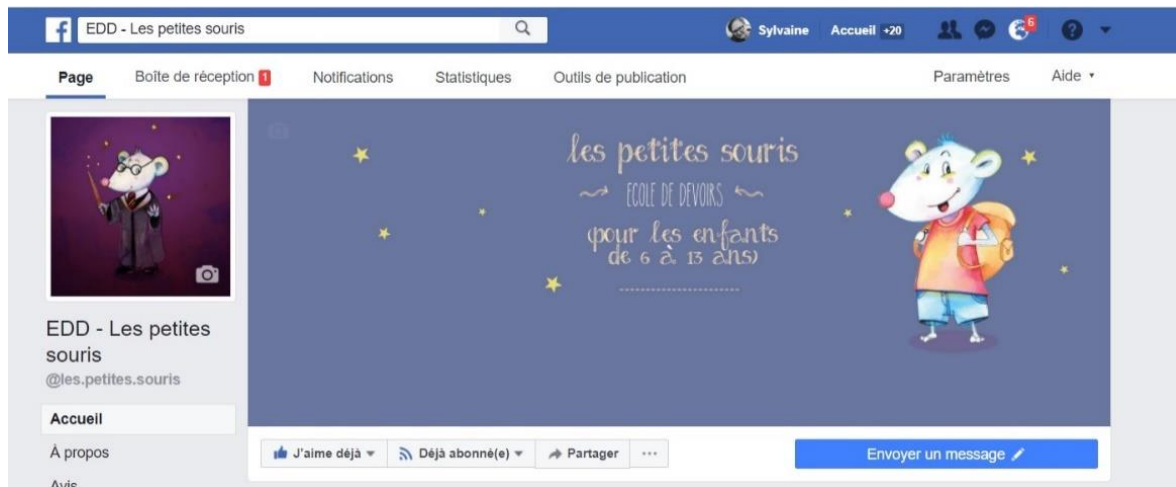 EDD - Les petites souris
Sylvaine
Accueil +20
6
Page
Boîte de réception 1
Notifications
Statistiques
Outils de publication
Paramètres
Aide
les petites souris
ECOLE DE DEVOIRS
(pour les enfants
de 6 à 13 ans)
EDD - Les petites
souris
@les.petites.souris
Accueil
À propos
Avis
J'aime déjà
Déjà abonné(e)
Partager
Envoyer un message